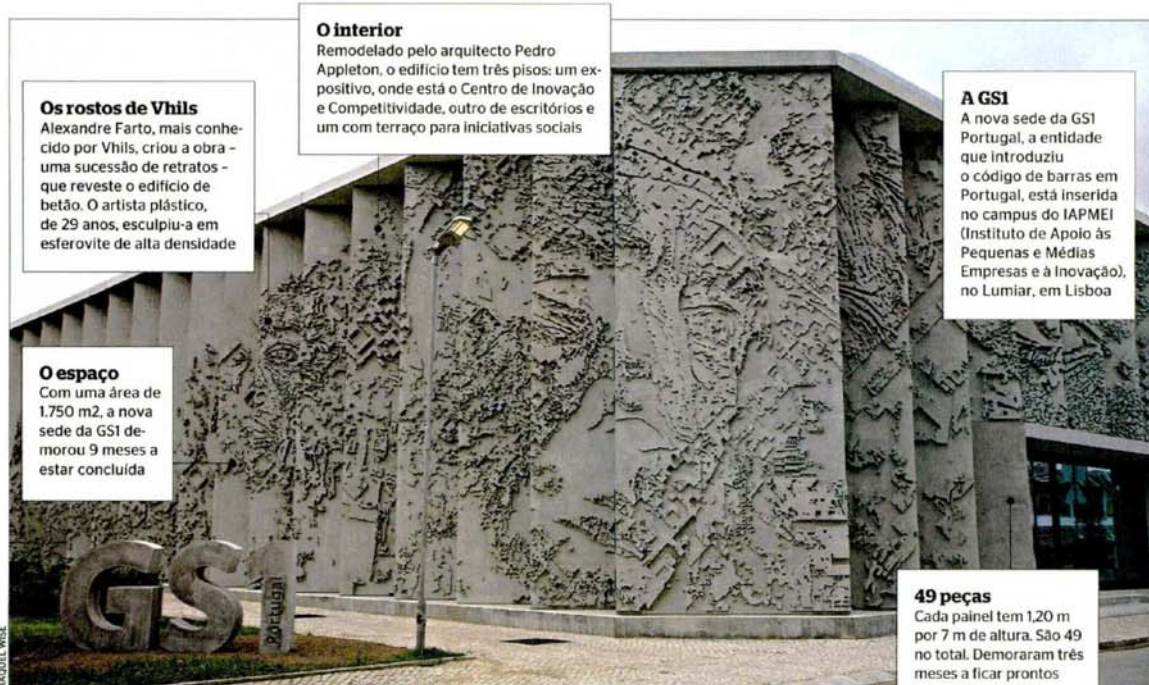 O interior
Remodelado pelo arquitecto Pedro
Appleton, o edifício tem três pisos: um ex-
positivo, onde está o Centro de Inovação
e Competitividade, outro de escritórios e
um com terraço para iniciativas sociais
Os rostos de Vhils
Alexandre Farto, mais conhe-
cido por Vhils, criou a obra –
uma sucessão de retratos –
que reveste o edifício de
betão. O artista plástico,
de 29 anos, esculpiu-a em
esferovite de alta densidade
A GS1
A nova sede da GS1
Portugal, a entidade
que introduziu
o código de barras em
Portugal, está inserida
no campus do IAPMEI
(Instituto de Apoio às
Pequenas e Médias
Empresas e à Inovação),
no Lumiar, em Lisboa
O espaço
Com uma área de
1.750 m2, a nova
sede da GS1 de-
morou 9 meses a
estar concluída
GS1
Portugal
49 peças
Cada painel tem 1,20 m
por 7 m de altura. São 49
no total. Demoraram três
meses a ficar prontos
RAQUEL WISE